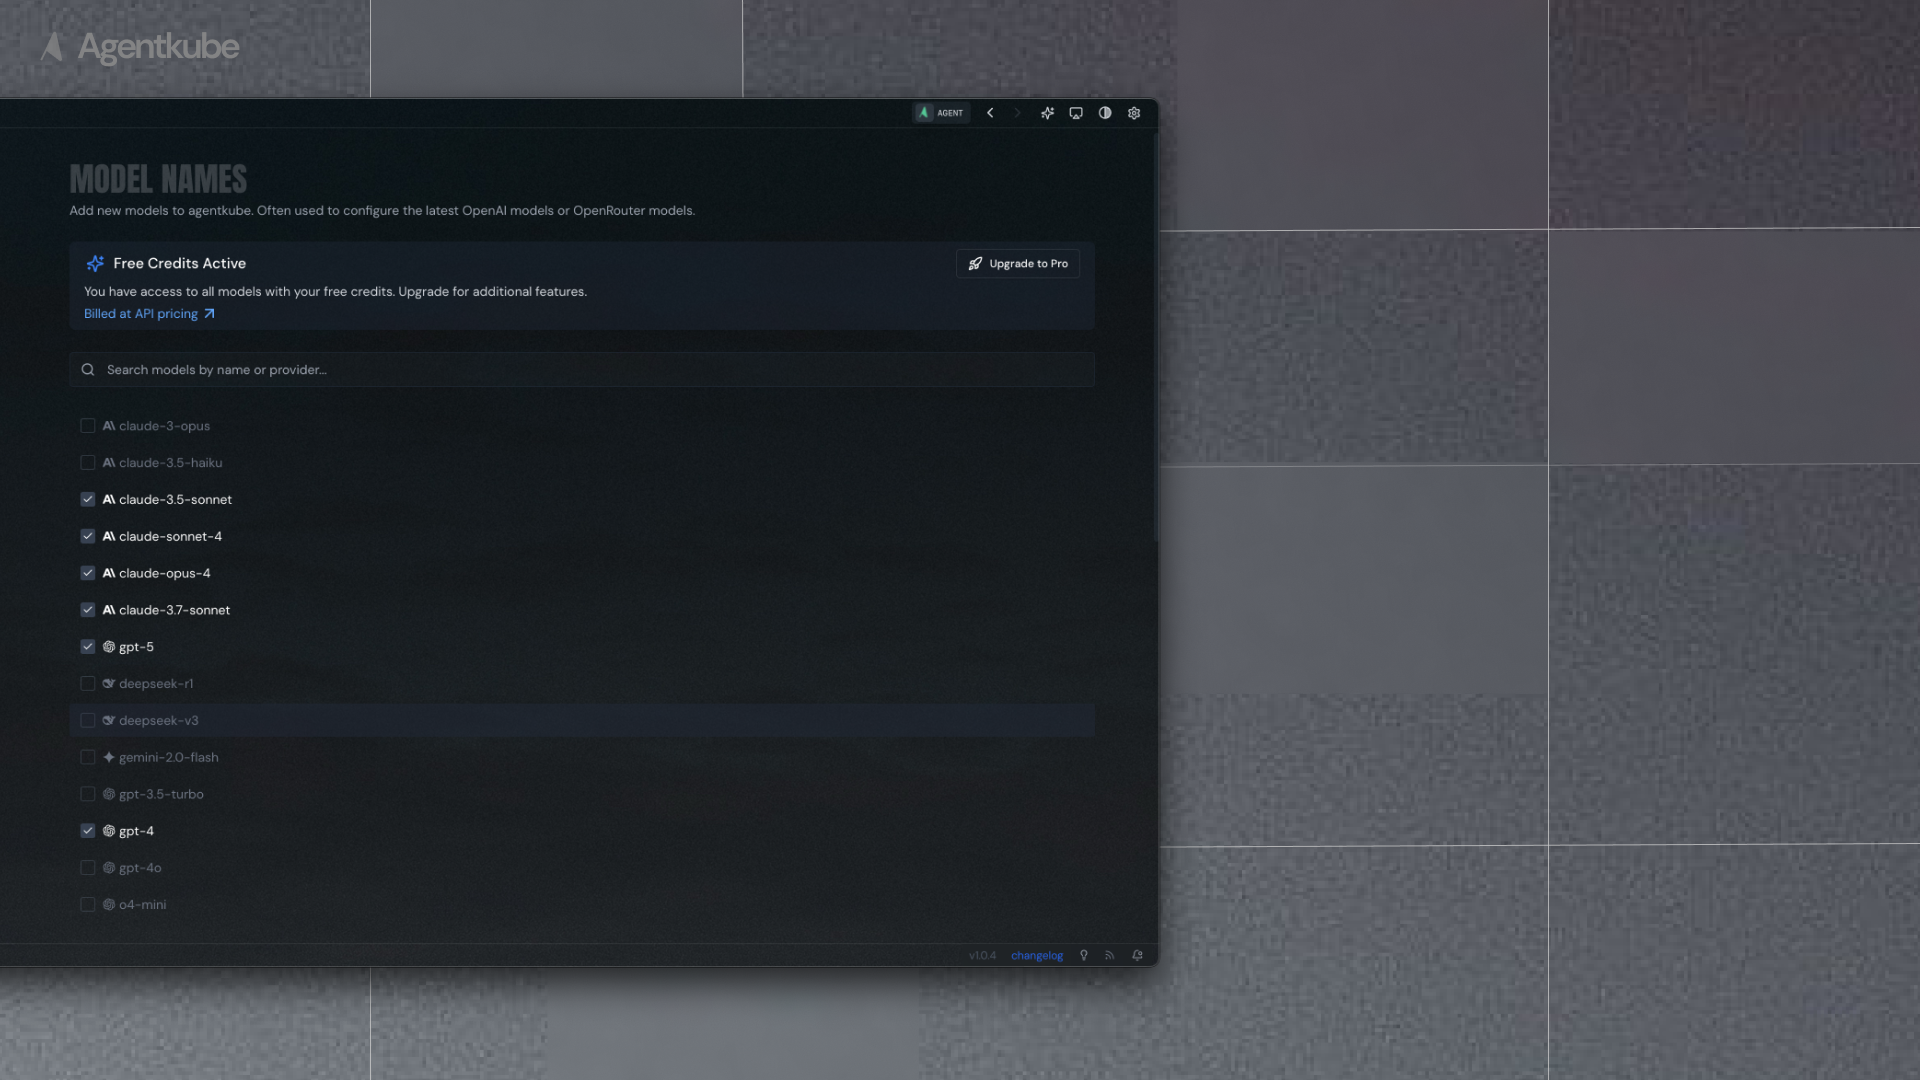 Agentkube
AGENT
MODEL NAMES
Add new models to agentkube. Often used to configure the latest OpenAI models or OpenRouter models.
Free Credits Active
Upgrade to Pro
You have access to all models with your free credits. Upgrade for additional features.
Billed at API pricing
Search models by name or provider...
claude-3-opus
claude-3.5-haiku
claude-3.5-sonnet
claude-sonnet-4
claude-opus-4
claude-3.7-sonnet
gpt-5
deepseek-r1
deepseek-v3
gemini-2.0-flash
gpt-3.5-turbo
gpt-4
gpt-4o
o4-mini
v1.0.4 changelog